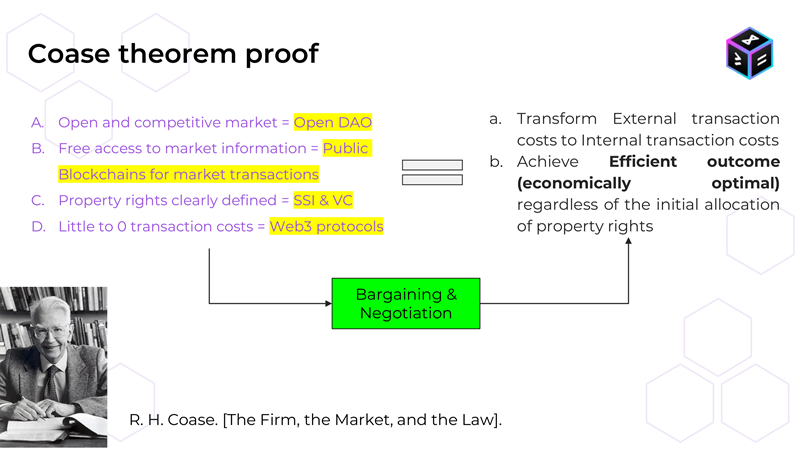 Coase theorem proof
A. Open and competitive market = Open DAO
B. Free access to market information = Public
Blockchains for market transactions
C. Property rights clearly defined = SSI & VC
D. Little to 0 transaction costs = Web3 protocols
a. Transform External transaction
costs to Internal transaction costs
b. Achieve Efficient outcome
(economically optimal)
regardless of the initial allocation
of property rights
Bargaining &
Negotiation
R. H. Coase. [The Firm, the Market, and the Law].